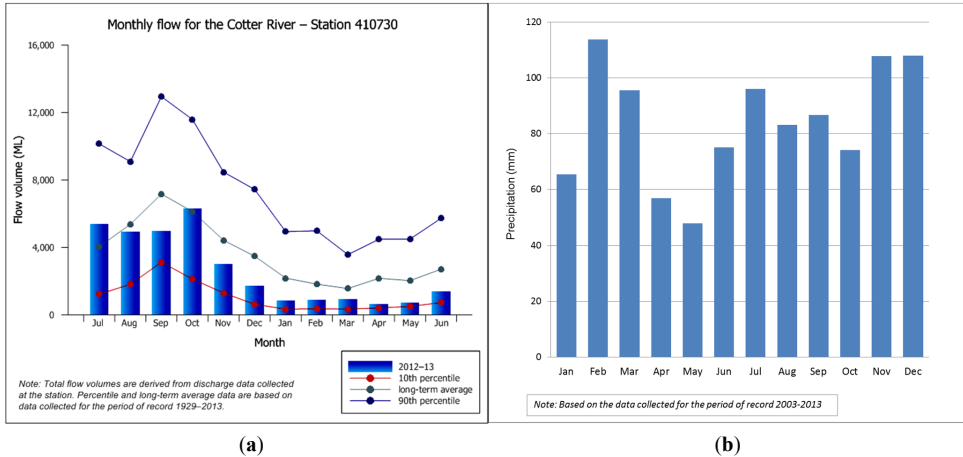 Monthly flow for the Cotter River – Station 410730
16,000
12,000
8,000
4,000
0
Flow volume (ML)
Jul Aug Sep Oct Nov Dec Jan Feb Mar Apr May Jun
Month
2012–13
10th percentile
long-term average
90th percentile
Note: Total flow volumes are derived from discharge data collected
at the station. Percentile and long-term average data are based on
data collected for the period of record 1929–2013.
(a)
120
100
80
60
40
20
0
Precipitation (mm)
Jan Feb Mar Apr May Jun Jul Aug Sep Oct Nov Dec
Note: Based on the data collected for the period of record 2003-2013
(b)